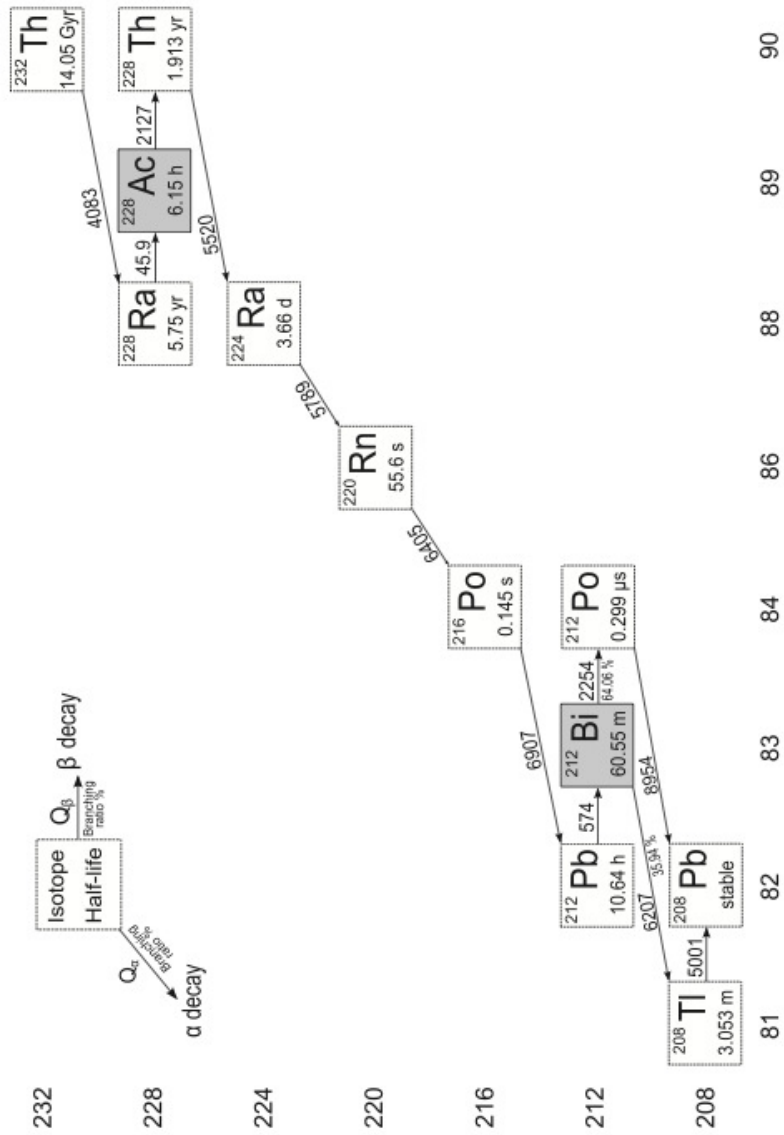 Isotope
Half-life
Qβ
Branching
ratio %
β decay
Qα
Branching
ratio %
α decay
232
228
224
220
216
212
208
232 Th
14.05 Gyr
4083
228 Ra
5.75 yr
45.9
228 Ac
6.15 h
2127
228 Th
1.913 yr
5520
224 Ra
3.66 d
5789
220 Rn
55.6 s
6405
216 Po
0.145 s
6907
212 Pb
10.64 h
574
212 Bi
60.55 m
2254
64.06 %
212 Po
0.299 µs
6207
35.94 %
8954
208 Tl
3.053 m
5001
208 Pb
stable
81
82
83
84
86
88
89
90